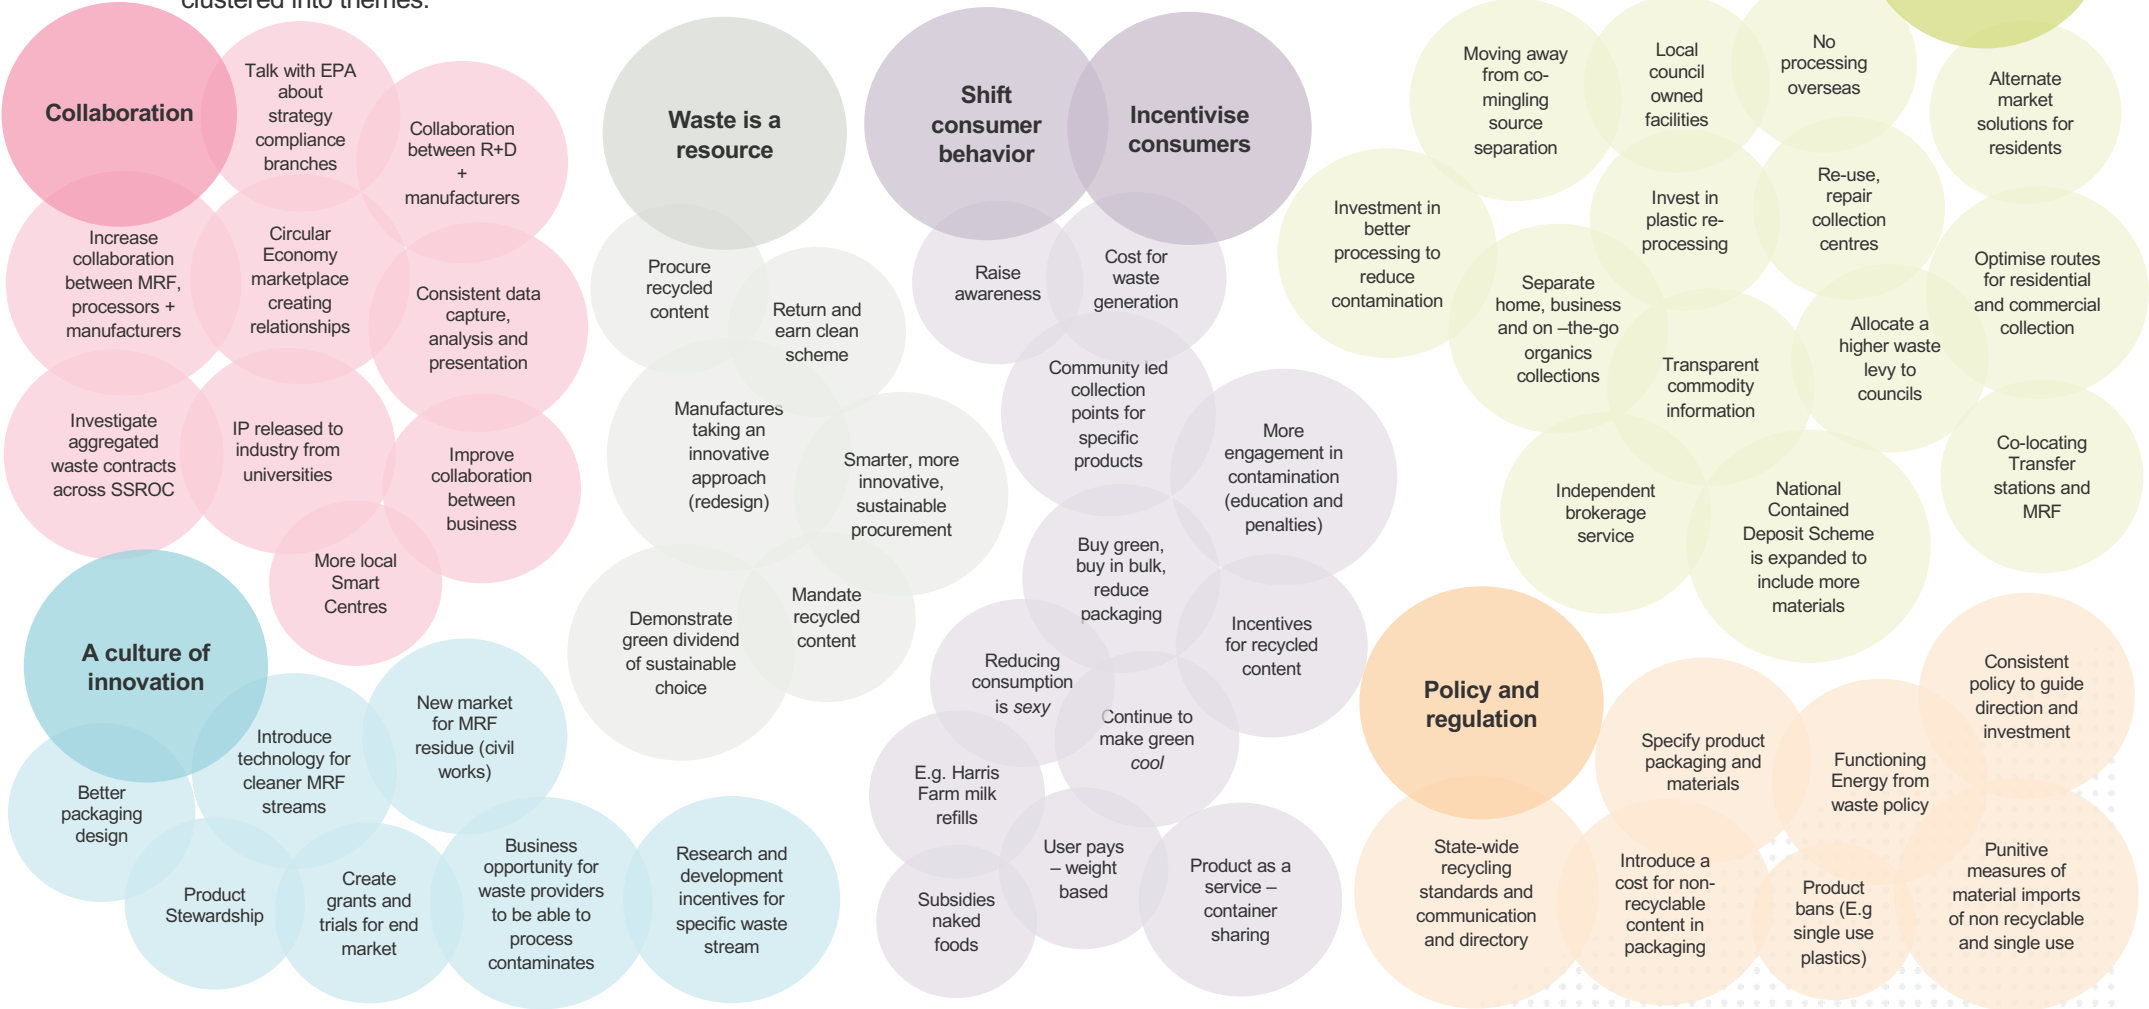 clustered into themes.
Collaboration
Talk with EPA
about
strategy
compliance
branches
Collaboration
between R+D
+
manufacturers
Increase
collaboration
between MRF,
processors +
manufacturers
Circular
Economy
marketplace
creating
relationships
Consistent data
capture,
analysis and
presentation
Investigate
aggregated
waste contracts
across SSROC
IP released to
industry from
universities
Improve
collaboration
between
business
More local
Smart
Centres
A culture of
innovation
Better
packaging
design
Introduce
technology for
cleaner MRF
streams
New market
for MRF
residue (civil
works)
Product
Stewardship
Create
grants and
trials for end
market
Business
opportunity for
waste providers
to be able to
process
contaminates
Research and
development
incentives for
specific waste
stream
Waste is a
resource
Procure
recycled
content
Return and
earn clean
scheme
Manufactures
taking an
innovative
approach
(redesign)
Smarter, more
innovative,
sustainable
procurement
Demonstrate
green dividend
of sustainable
choice
Mandate
recycled
content
Shift
consumer
behavior
Incentivise
consumers
Raise
awareness
Cost for
waste
generation
Community led
collection
points for
specific
products
More
engagement in
contamination
(education and
penalties)
Buy green,
buy in bulk,
reduce
packaging
Incentives
for recycled
content
Reducing
consumption
is sexy
Continue to
make green
cool
E.g. Harris
Farm milk
refills
User pays
– weight
based
Product as a
service –
container
sharing
Subsidies
naked
foods
Moving away
from co-
mingling
source
separation
Local
council
owned
facilities
No
processing
overseas
Alternate
market
solutions for
residents
Investment in
better
processing to
reduce
contamination
Invest in
plastic re-
processing
Re-use,
repair
collection
centres
Separate
home, business
and on –the-go
organics
collections
Optimise routes
for residential
and commercial
collection
Transparent
commodity
information
Allocate a
higher waste
levy to
councils
Independent
brokerage
service
National
Contained
Deposit Scheme
is expanded to
include more
materials
Co-locating
Transfer
stations and
MRF
Policy and
regulation
Specify product
packaging and
materials
Functioning
Energy from
waste policy
Consistent
policy to guide
direction and
investment
State-wide
recycling
standards and
communication
and directory
Introduce a
cost for non-
recyclable
content in
packaging
Product
bans (E.g
single use
plastics)
Punitive
measures of
material imports
of non recyclable
and single use